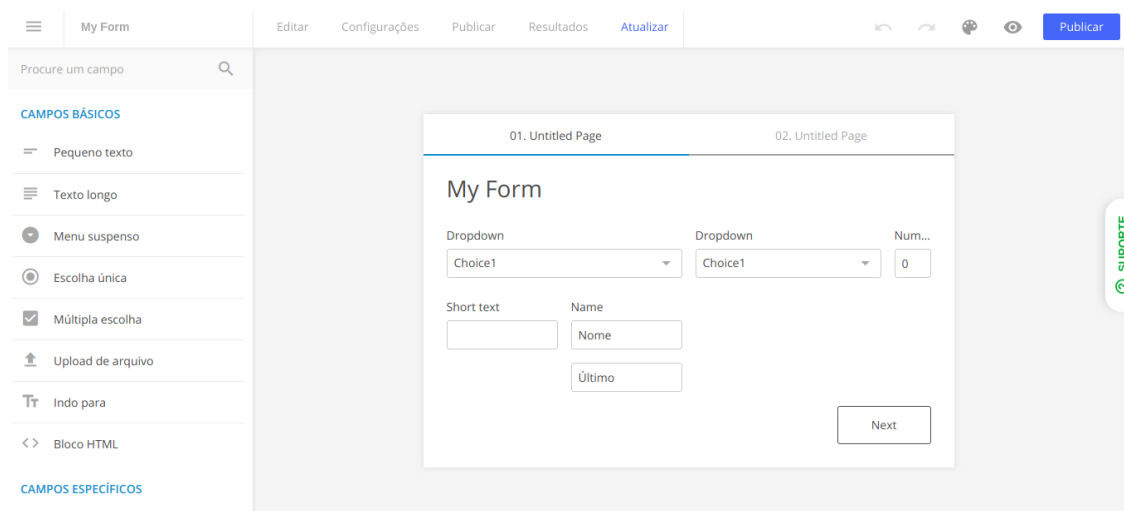 My Form
Editar
Configurações
Publicar
Resultados
Atualizar
Publicar
Procure um campo
CAMPOS BÁSICOS
Pequeno texto
Texto longo
Menu suspenso
Escolha única
Múltipla escolha
Upload de arquivo
Indo para
Bloco HTML
CAMPOS ESPECÍFICOS
01. Untitled Page
02. Untitled Page
My Form
Dropdown
Dropdown
Num...
Choice1
Choice1
0
Short text
Name
Nome
Último
Next
SUPORTE